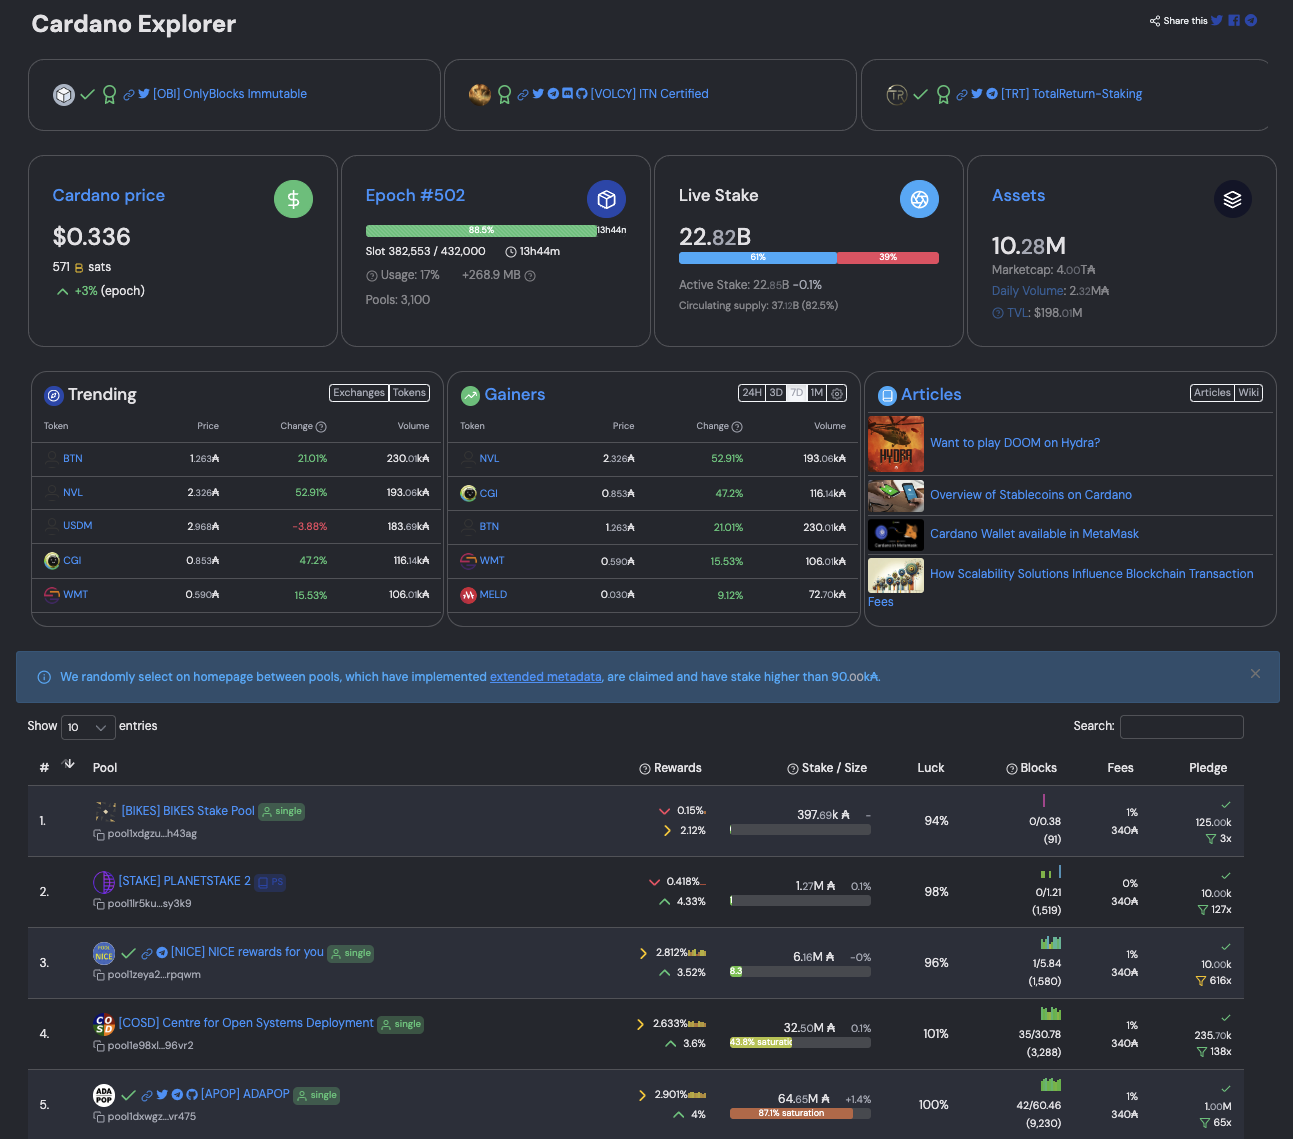 Cardano Explorer
Share this
[OBI] OnlyBlocks Immutable
[VOLCY] ITN Certified
[TRT] TotalReturn-Staking
Cardano price
$0.336
571 sats
+3% (epoch)
Epoch #502
88.5%
13h44m
Slot 382,553 / 432,000 13h44m
Usage: 17% +268.9 MB
Pools: 3,100
Live Stake
22.82B
61% 39%
Active Stake: 22.85B -0.1%
Circulating supply: 37.12B (82.5%)
Assets
10.28M
Marketcap: 4.00T₳
Daily Volume: 2.32M₳
TVL: $198.01M
Trending
Exchanges Tokens
Token Price Change Volume
BTN 1.263₳ 21.01% 230.01k₳
NVL 2.326₳ 52.91% 193.06k₳
USDM 2.968₳ -3.88% 183.69k₳
CGI 0.853₳ 47.2% 116.14k₳
WMT 0.590₳ 15.53% 106.01k₳
Gainers
24H 3D 7D 1M
Token Price Change Volume
NVL 2.326₳ 52.91% 193.06k₳
CGI 0.853₳ 47.2% 116.14k₳
BTN 1.263₳ 21.01% 230.01k₳
WMT 0.590₳ 15.53% 106.01k₳
MELD 0.030₳ 9.12% 72.70k₳
Articles
Articles Wiki
HYDRA
Want to play DOOM on Hydra?
Overview of Stablecoins on Cardano
Cardano Wallet available in MetaMask
How Scalability Solutions Influence Blockchain Transaction
Fees
We randomly select on homepage between pools, which have implemented extended metadata, are claimed and have stake higher than 90.00k₳.
Show 10 entries
Search:
# Pool Rewards Stake / Size Luck Blocks Fees Pledge
1.
[BIKES] BIKES Stake Pool single
pool1xdgzu...h43ag
0.15%
2.12%
397.69k ₳ -
94%
0/0.38
(91)
1%
340₳
125.00k
3x
2.
[STAKE] PLANETSTAKE 2 PS
pool1lr5ku...sy3k9
0.418%
4.33%
1.27M ₳ 0.1%
1
98%
0/1.21
(1,519)
0%
340₳
10.00k
127x
3.
POOL
NICE
[NICE] NICE rewards for you single
pool1zeya2...rpqwm
2.812%
3.52%
6.16M ₳ -0%
8.3
96%
1/5.84
(1,580)
1%
340₳
10.00k
616x
4.
CO
SD
[COSD] Centre for Open Systems Deployment single
pool1e98xl...96vr2
2.633%
3.6%
32.50M ₳ 0.1%
43.8% saturatic
101%
35/30.78
(3,288)
1%
340₳
235.70k
138x
5.
ADA
POP
[APOP] ADAPOP single
pool1dxwgz...vr475
2.901%
4%
64.65M ₳ +1.4%
87.1% saturation
100%
42/60.46
(9,230)
1%
340₳
1.00M
65x